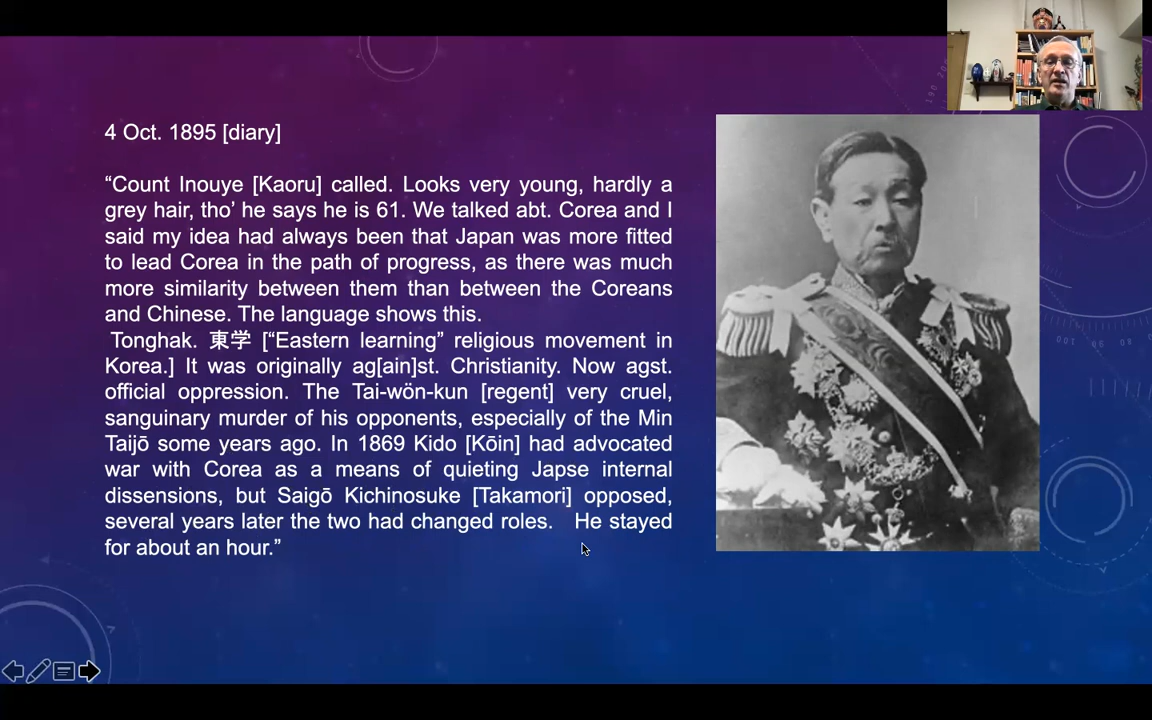 4 Oct. 1895 [diary]
“Count Inouye [Kaoru] called. Looks very young, hardly a
grey hair, tho’ he says he is 61. We talked abt. Corea and I
said my idea had always been that Japan was more fitted
to lead Corea in the path of progress, as there was much
more similarity between them than between the Coreans
and Chinese. The language shows this.
Tonghak. 東学 [“Eastern learning” religious movement in
Korea.] It was originally ag[ain]st. Christianity. Now agst.
official oppression. The Tai-wön-kun [regent] very cruel,
sanguinary murder of his opponents, especially of the Min
Taijō some years ago. In 1869 Kido [Kōin] had advocated
war with Corea as a means of quieting Japse internal
dissensions, but Saigō Kichinosuke [Takamori] opposed,
several years later the two had changed roles. He stayed
for about an hour.”